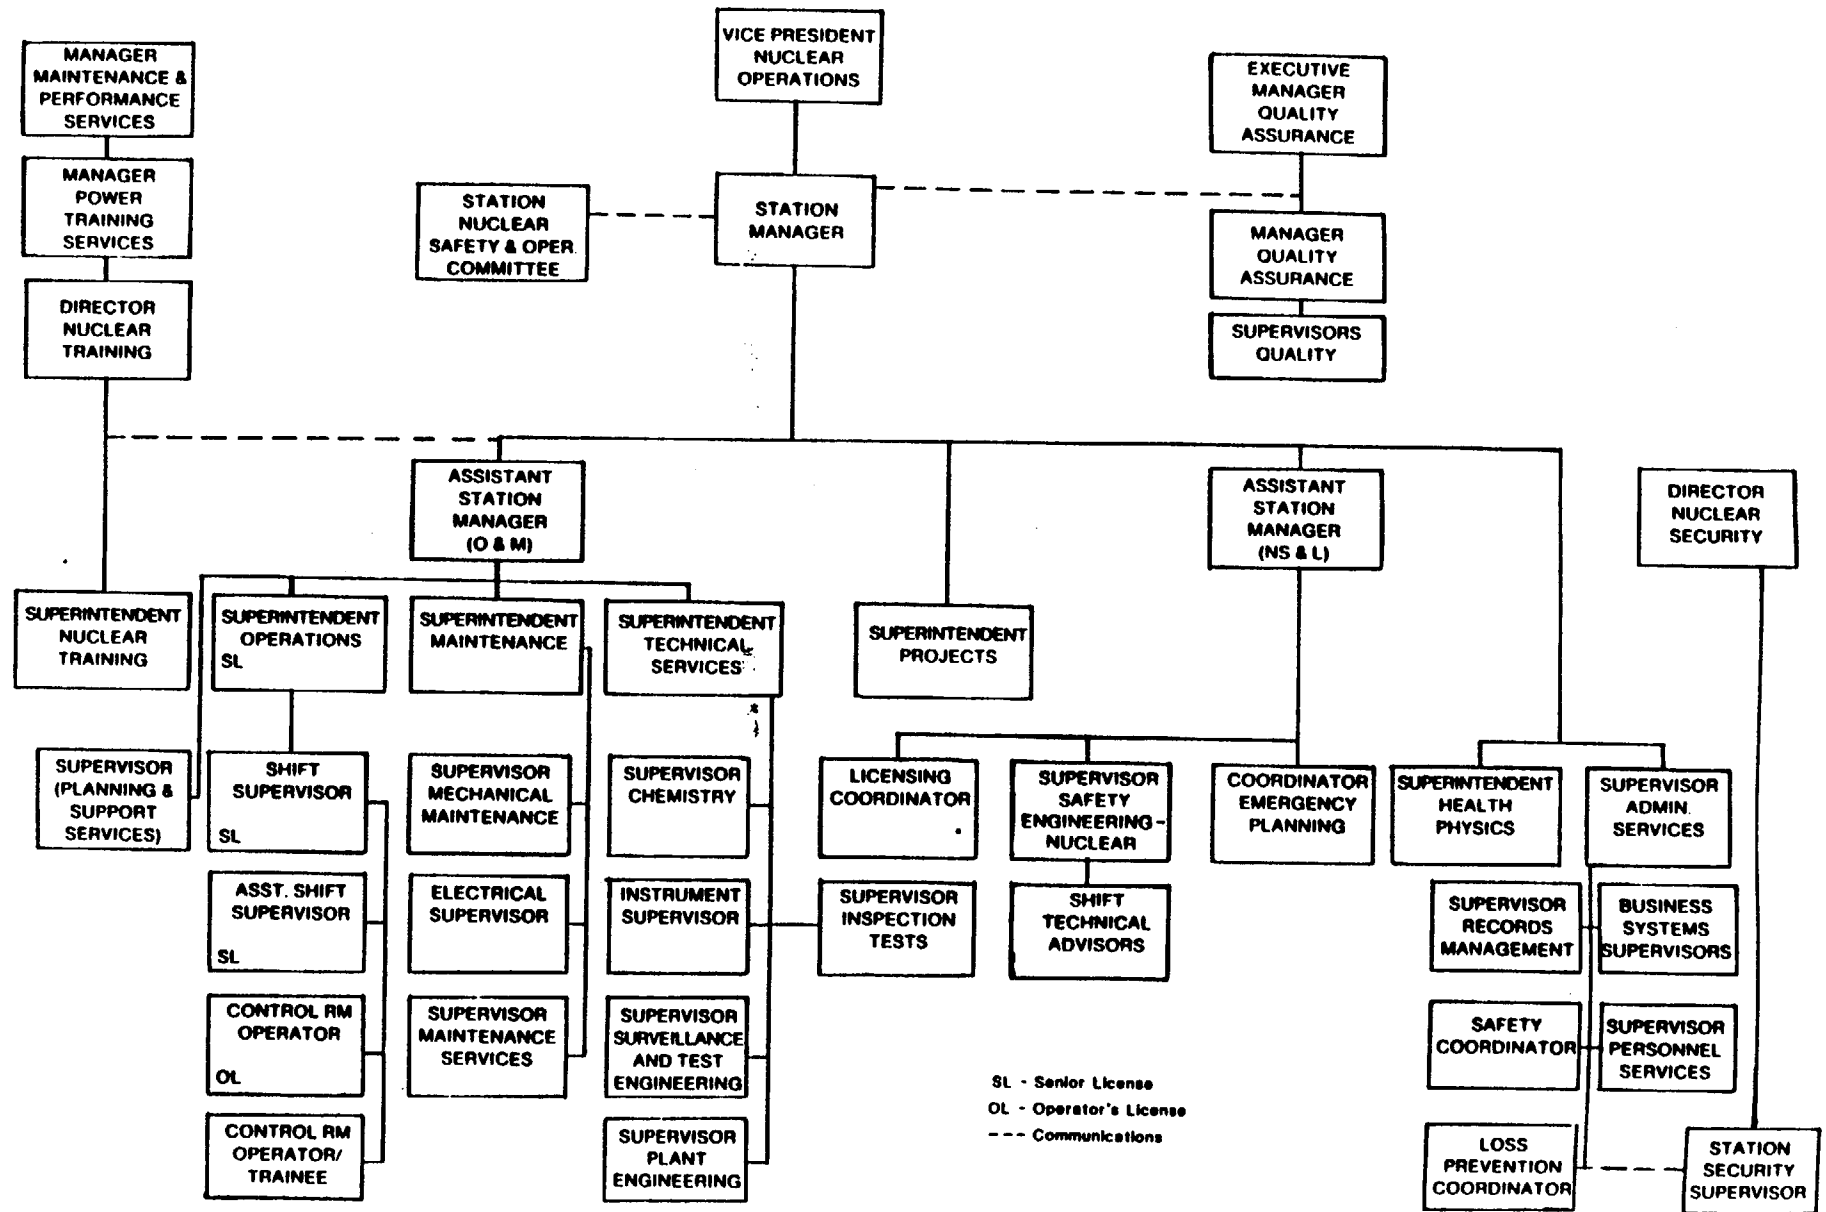 VICE PRESIDENT
NUCLEAR
OPERATIONS
MANAGER
MAINTENANCE &
PERFORMANCE
SERVICES
EXECUTIVE
MANAGER
QUALITY
ASSURANCE
MANAGER
POWER
TRAINING
SERVICES
STATION
NUCLEAR
SAFETY & OPER.
COMMITTEE
STATION
MANAGER
MANAGER
QUALITY
ASSURANCE
DIRECTOR
NUCLEAR
TRAINING
SUPERVISORS
QUALITY
ASSISTANT
STATION
MANAGER
(O & M)
ASSISTANT
STATION
MANAGER
(NS & L)
DIRECTOR
NUCLEAR
SECURITY
SUPERINTENDENT
NUCLEAR
TRAINING
SUPERINTENDENT
OPERATIONS
SL
SUPERINTENDENT
MAINTENANCE
SUPERINTENDENT
TECHNICAL
SERVICES
SUPERINTENDENT
PROJECTS
SUPERVISOR
(PLANNING &
SUPPORT
SERVICES)
SHIFT
SUPERVISOR
SL
SUPERVISOR
MECHANICAL
MAINTENANCE
SUPERVISOR
CHEMISTRY
LICENSING
COORDINATOR
SUPERVISOR
SAFETY
ENGINEERING-
NUCLEAR
COORDINATOR
EMERGENCY
PLANNING
SUPERINTENDENT
HEALTH
PHYSICS
SUPERVISOR
ADMIN.
SERVICES
ASST. SHIFT
SUPERVISOR
SL
ELECTRICAL
SUPERVISOR
INSTRUMENT
SUPERVISOR
SUPERVISOR
INSPECTION
TESTS
SHIFT
TECHNICAL
ADVISORS
SUPERVISOR
RECORDS
MANAGEMENT
BUSINESS
SYSTEMS
SUPERVISORS
CONTROL RM
OPERATOR
OL
SUPERVISOR
MAINTENANCE
SERVICES
SUPERVISOR
SURVEILLANCE
AND TEST
ENGINEERING
SAFETY
COORDINATOR
SUPERVISOR
PERSONNEL
SERVICES
CONTROL RM
OPERATOR/
TRAINEE
SUPERVISOR
PLANT
ENGINEERING
SL - Senior License
OL - Operator's License
--- Communications
LOSS
PREVENTION
COORDINATOR
STATION
SECURITY
SUPERVISOR